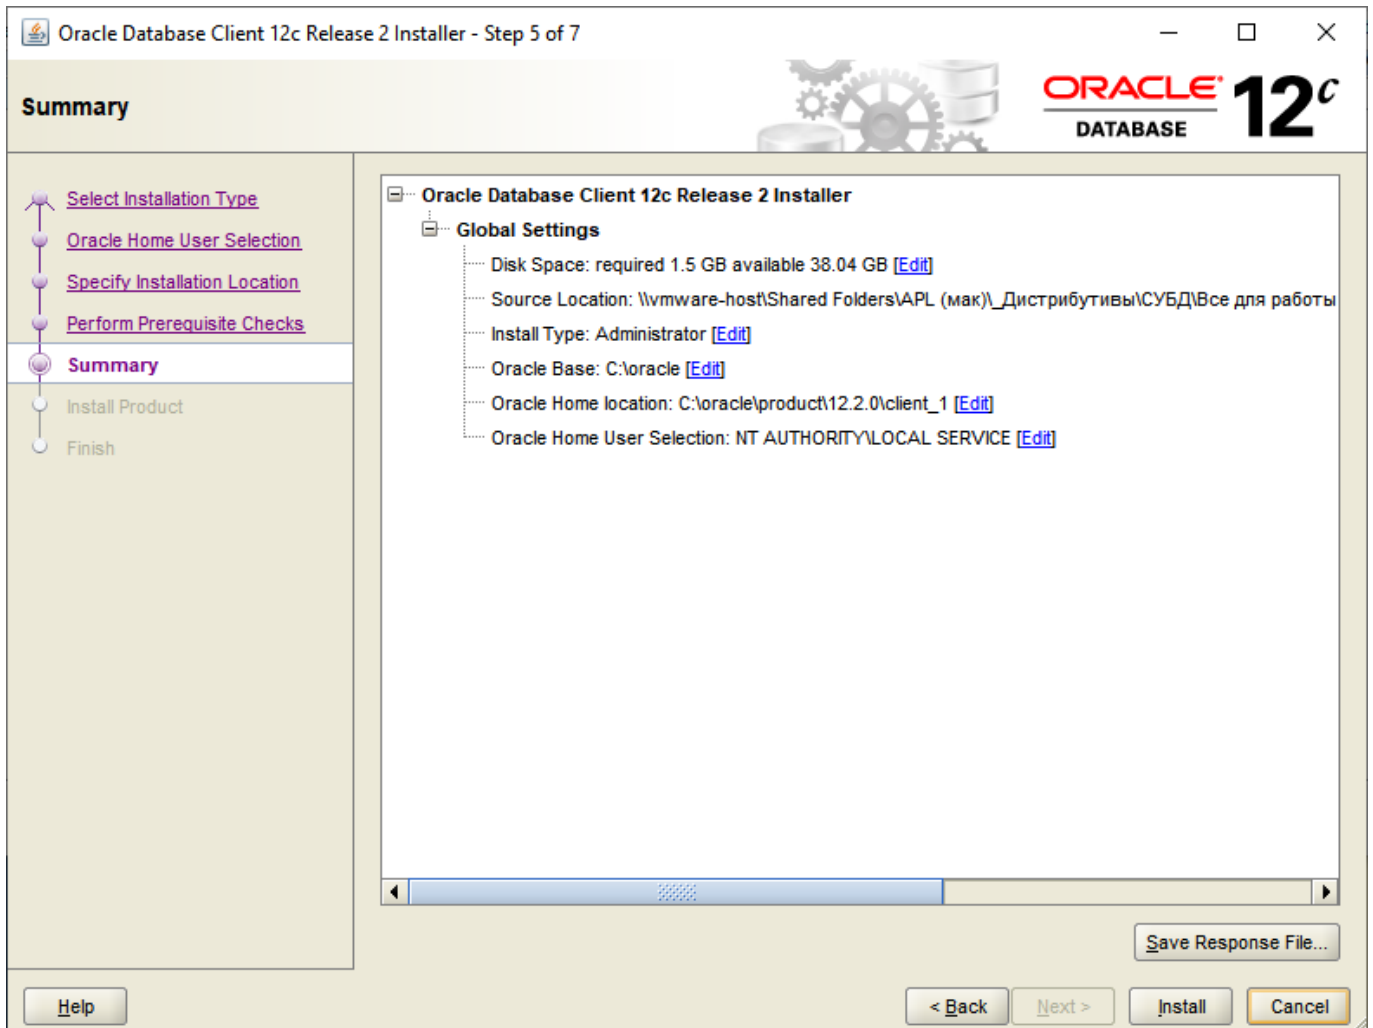 Oracle Database Client 12c Release 2 Installer - Step 5 of 7
Summary
ORACLE
DATABASE
12c
Select Installation Type
Oracle Home User Selection
Specify Installation Location
Perform Prerequisite Checks
Summary
Install Product
Finish
Oracle Database Client 12c Release 2 Installer
Global Settings
Disk Space: required 1.5 GB available 38.04 GB [Edit]
Source Location: \\vmware-host\Shared Folders\APL (мак)\_Дистрибутивы\СУБД\Все для работы
Install Type: Administrator [Edit]
Oracle Base: C:\oracle [Edit]
Oracle Home location: C:\oracle\product\12.2.0\client_1 [Edit]
Oracle Home User Selection: NT AUTHORITY\LOCAL SERVICE [Edit]
Save Response File...
Help
< Back
Next >
Install
Cancel